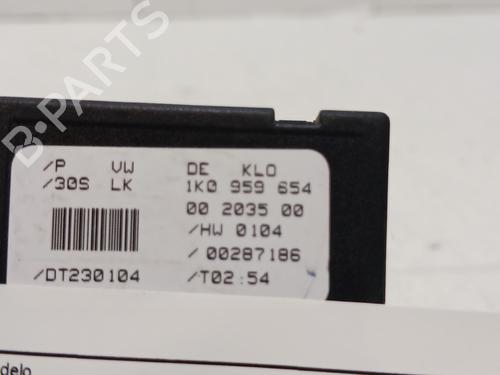 B-PARTS
/P VW DE KLO
/30S LK 1K0 959 654
00 2035 00
/HW 0104
/00287186
/DT230104 /T02:54
delo